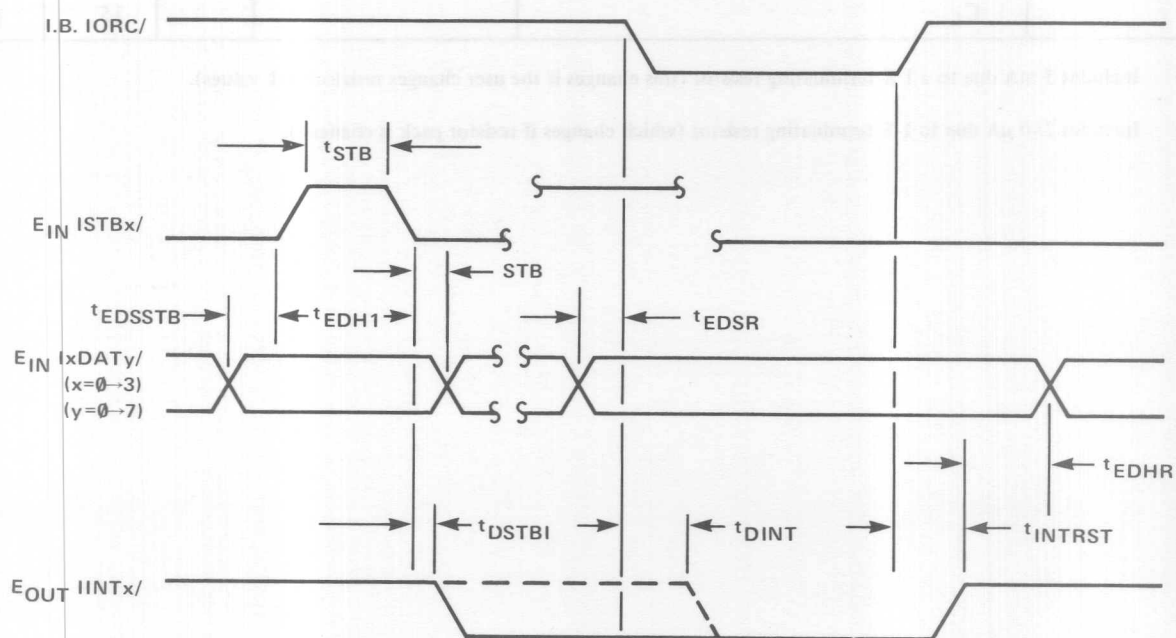 I.B. IORC/
tSTB
EIN ISTBx/
STB
tEDSSTB
tEDH1
tEDSR
EIN IxDATy/
(x=0→3)
(y=0→7)
tEDHR
tDSTBI
tDINT
tINTRST
EOUT IINTx/